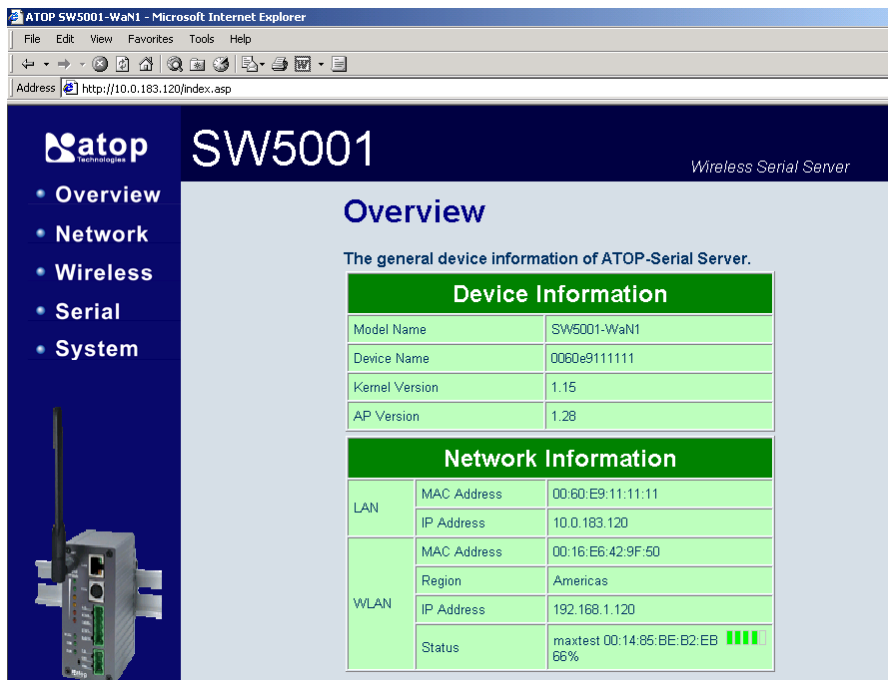 ATOP SW5001-WaN1 - Microsoft Internet Explorer
File Edit View Favorites Tools Help
Address http://10.0.183.120/index.asp
atop
Technologies
SW5001
Wireless Serial Server
Overview
Network
Wireless
Serial
System
Overview
The general device information of ATOP-Serial Server.
Device Information
Model Name SW5001-WaN1
Device Name 0060e9111111
Kernel Version 1.15
AP Version 1.28
Network Information
LAN
MAC Address 00:60:E9:11:11:11
IP Address 10.0.183.120
WLAN
MAC Address 00:16:E6:42:9F:50
Region Americas
IP Address 192.168.1.120
Status maxtest 00:14:85:BE:B2:EB
66%
atop